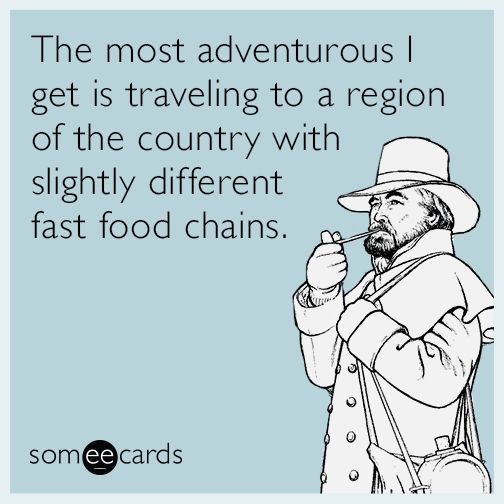 The most adventurous I
get is traveling to a region
of the country with
slightly different
fast food chains.
someecards